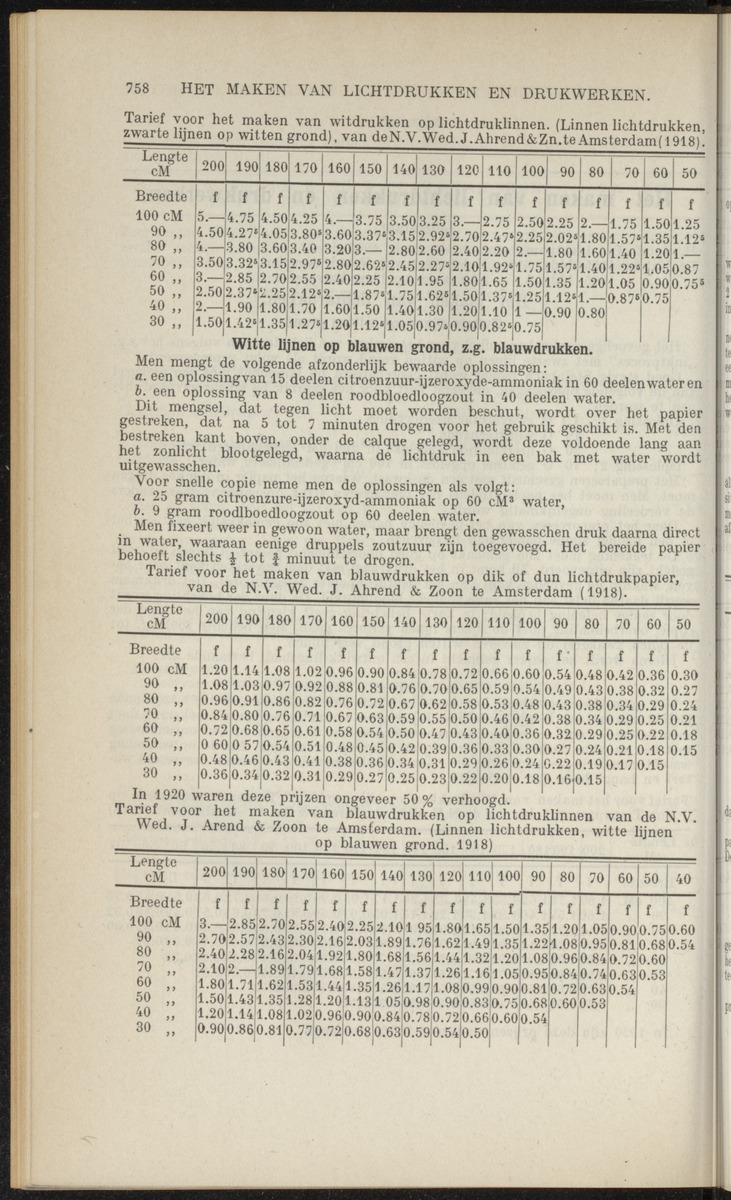 758 HET MAKEN VAN LICHTDRUKKEN EN DRUKWERKEN.
Tarief voor het maken van witdrukken op lichtdruklinnen. (Linnen lichtdrukken,
zwarte lijnen op witten grond), van de N.V. Wed. J. Ahrend & Zn. te Amsterdam (1918).
Lengte cM 200 190 180 170 160 150 140 130 120 110 100 90 80 70 60 50
Breedte f f f f f f f f f f f f f f f f
100 cM 5.— 4.75 4.50 4.25 4.— 3.75 3.50 3.25 3.— 2.75 2.50 2.25 2.— 1.75 1.50 1.25
90 ,, 4.50 4.27⁵ 4.05 3.80⁵ 3.60 3.37⁵ 3.15 2.92⁵ 2.70 2.47⁵ 2.25 2.02⁵ 1.80 1.57⁵ 1.35 1.12⁵
80 ,, 4.— 3.80 3.60 3.40 3.20 3.— 2.80 2.60 2.40 2.20 2.— 1.80 1.60 1.40 1.20 1.—
70 ,, 3.50 3.32⁵ 3.15 2.97⁵ 2.80 2.62⁵ 2.45 2.27⁵ 2.10 1.92⁵ 1.75 1.57⁵ 1.40 1.22⁵ 1.05 0.87
60 ,, 3.— 2.85 2.70 2.55 2.40 2.25 2.10 1.95 1.80 1.65 1.50 1.35 1.20 1.05 0.90 0.75⁵
50 ,, 2.50 2.37⁵ 2.25 2.12⁵ 2.— 1.87⁵ 1.75 1.62⁵ 1.50 1.37⁵ 1.25 1.12⁵ 1.— 0.87⁵ 0.75
40 ,, 2.— 1.90 1.80 1.70 1.60 1.50 1.40 1.30 1.20 1.10 1 — 0.90 0.80
30 ,, 1.50 1.42⁵ 1.35 1.27⁵ 1.20 1.12⁵ 1.05 0.97⁵ 0.90 0.82⁵ 0.75
Witte lijnen op blauwen grond, z.g. blauwdrukken.
Men mengt de volgende afzonderlijk bewaarde oplossingen:
a. een oplossing van 15 deelen citroenzuur-ijzeroxyde-ammoniak in 60 deelen water en
b. een oplossing van 8 deelen roodbloedloogzout in 40 deelen water.
Dit mengsel, dat tegen licht moet worden beschut, wordt over het papier
gestreken, dat na 5 tot 7 minuten drogen voor het gebruik geschikt is. Met den
bestreken kant boven, onder de calque gelegd, wordt deze voldoende lang aan
het zonlicht blootgelegd, waarna de lichtdruk in een bak met water wordt
uitgewasschen.
Voor snelle copie neme men de oplossingen als volgt:
a. 25 gram citroenzure-ijzeroxyd-ammoniak op 60 cM³ water,
b. 9 gram roodlboedloogzout op 60 deelen water.
Men fixeert weer in gewoon water, maar brengt den gewasschen druk daarna direct
in water, waaraan eenige druppels zoutzuur zijn toegevoegd. Het bereide papier
behoeft slechts ½ tot ¾ minuut te drogen.
Tarief voor het maken van blauwdrukken op dik of dun lichtdrukpapier,
van de N.V. Wed. J. Ahrend & Zoon te Amsterdam (1918).
Lengte cM 200 190 180 170 160 150 140 130 120 110 100 90 80 70 60 50
Breedte f f f f f f f f f f f f f f f f
100 cM 1.20 1.14 1.08 1.02 0.96 0.90 0.84 0.78 0.72 0.66 0.60 0.54 0.48 0.42 0.36 0.30
90 ,, 1.08 1.03 0.97 0.92 0.88 0.81 0.76 0.70 0.65 0.59 0.54 0.49 0.43 0.38 0.32 0.27
80 ,, 0.96 0.91 0.86 0.82 0.76 0.72 0.67 0.62 0.58 0.53 0.48 0.43 0.38 0.34 0.29 0.24
70 ,, 0.84 0.80 0.76 0.71 0.67 0.63 0.59 0.55 0.50 0.46 0.42 0.38 0.34 0.29 0.25 0.21
60 ,, 0.72 0.68 0.65 0.61 0.58 0.54 0.50 0.47 0.43 0.40 0.36 0.32 0.29 0.25 0.22 0.18
50 ,, 0 60 0 57 0.54 0.51 0.48 0.45 0.42 0.39 0.36 0.33 0.30 0.27 0.24 0.21 0.18 0.15
40 ,, 0.48 0.46 0.43 0.41 0.38 0.36 0.34 0.31 0.29 0.26 0.24 0.22 0.19 0.17 0.15
30 ,, 0.36 0.34 0.32 0.31 0.29 0.27 0.25 0.23 0.22 0.20 0.18 0.16 0.15
In 1920 waren deze prijzen ongeveer 50 % verhoogd.
Tarief voor het maken van blauwdrukken op lichtdruklinnen van de N.V.
Wed. J. Arend & Zoon te Amsterdam. (Linnen lichtdrukken, witte lijnen
op blauwen grond. 1918)
Lengte cM 200 190 180 170 160 150 140 130 120 110 100 90 80 70 60 50 40
Breedte f f f f f f f f f f f f f f f f f
100 cM 3.— 2.85 2.70 2.55 2.40 2.25 2.10 1 95 1.80 1.65 1.50 1.35 1.20 1.05 0.90 0.75 0.60
90 ,, 2.70 2.57 2.43 2.30 2.16 2.03 1.89 1.76 1.62 1.49 1.35 1.22 1.08 0.95 0.81 0.68 0.54
80 ,, 2.40 2.28 2.16 2.04 1.92 1.80 1.68 1.56 1.44 1.32 1.20 1.08 0.96 0.84 0.72 0.60
70 ,, 2.10 2.— 1.89 1.79 1.68 1.58 1.47 1.37 1.26 1.16 1.05 0.95 0.84 0.74 0.63 0.53
60 ,, 1.80 1.71 1.62 1.53 1.44 1.35 1.26 1.17 1.08 0.99 0.90 0.81 0.72 0.63 0.54
50 ,, 1.50 1.43 1.35 1.28 1.20 1.13 1 05 0.98 0.90 0.83 0.75 0.68 0.60 0.53
40 ,, 1.20 1.14 1.08 1.02 0.96 0.90 0.84 0.78 0.72 0.66 0.60 0.54
30 ,, 0.90 0.86 0.81 0.77 0.72 0.68 0.63 0.59 0.54 0.50